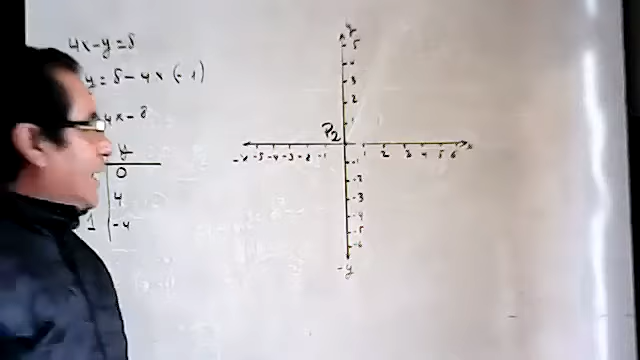 4x-y=8
y=8-4x(-1)
4x-8
y
0
4
1 -4
y
5
4
3
2
1
P2
-x -5 -4 -3 -2 -1 1 2 3 4 5 6 x
-1
-2
-3
-4
-5
-6
-y